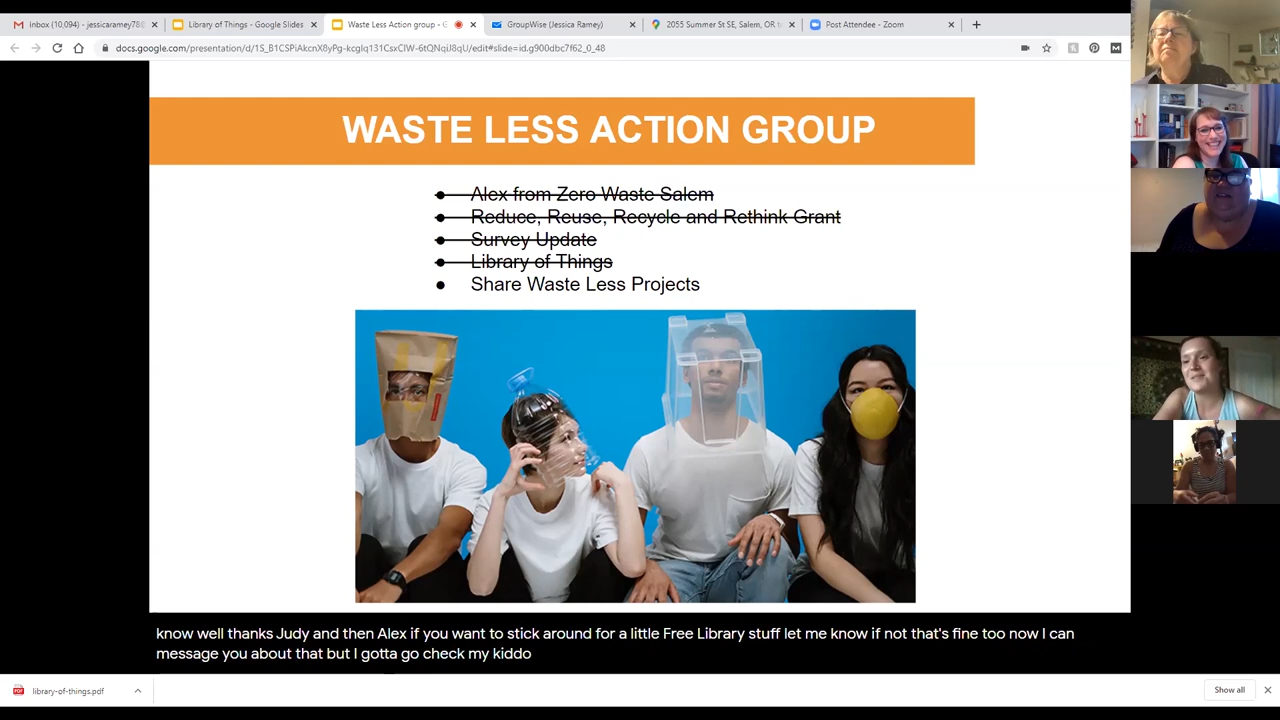 Inbox (10,094) - jessicaramey78@
Library of Things - Google Slides
Waste Less Action group - G
GroupWise (Jessica Ramey)
2055 Summer St SE, Salem, OR
Post Attendee - Zoom
docs.google.com/presentation/d/1S_B1CSPiAkcnX8yPg-kcgIq131CsxClW-6tQNqiJ8qU/edit#slide=id.g900dbc7f62_0_48
WASTE LESS ACTION GROUP
● Alex from Zero Waste Salem
● Reduce, Reuse, Recycle and Rethink Grant
● Survey Update
● Library of Things
● Share Waste Less Projects
know well thanks Judy and then Alex if you want to stick around for a little Free Library stuff let me know if not that's fine too now I can
message you about that but I gotta go check my kiddo
library-of-things.pdf
Show all